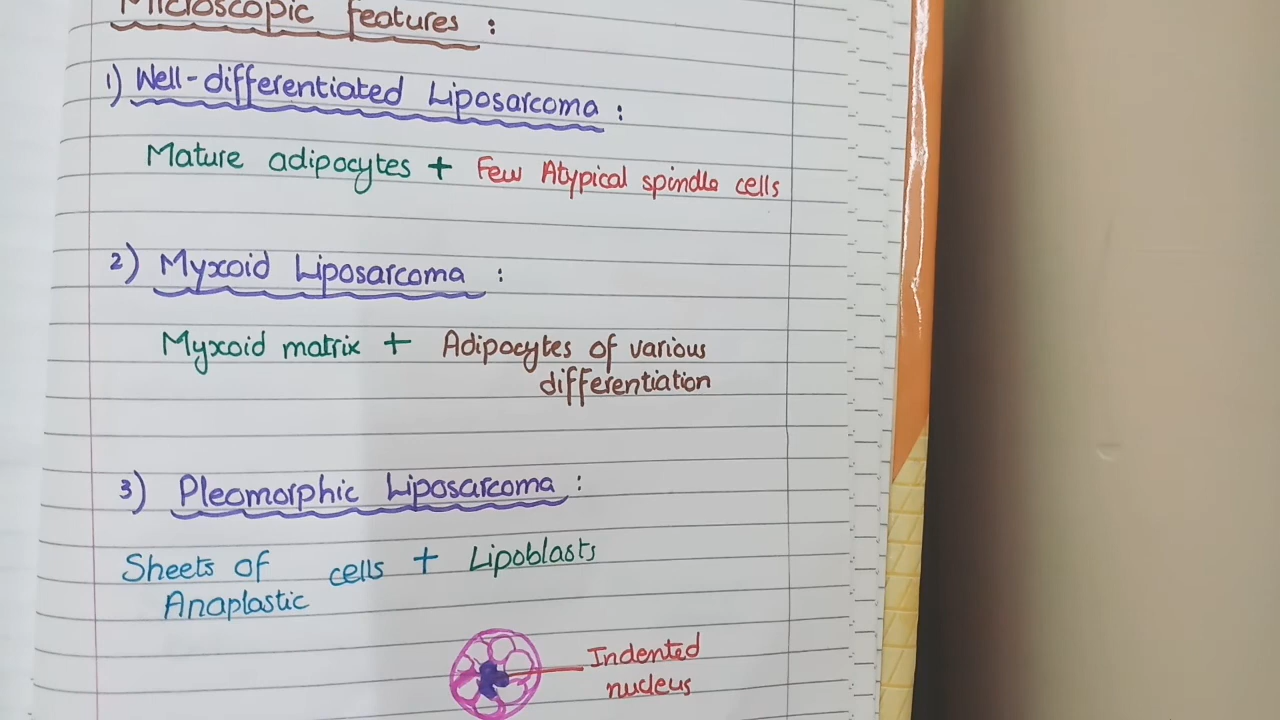 Microscopic features :
1) Well-differentiated Liposarcoma :
Mature adipocytes + Few Atypical spindle cells
2) Myxoid Liposarcoma :
Myxoid matrix + Adipocytes of various
differentiation
3) Pleomorphic Liposarcoma :
Sheets of cells + Lipoblasts
Anaplastic
Indented
nucleus